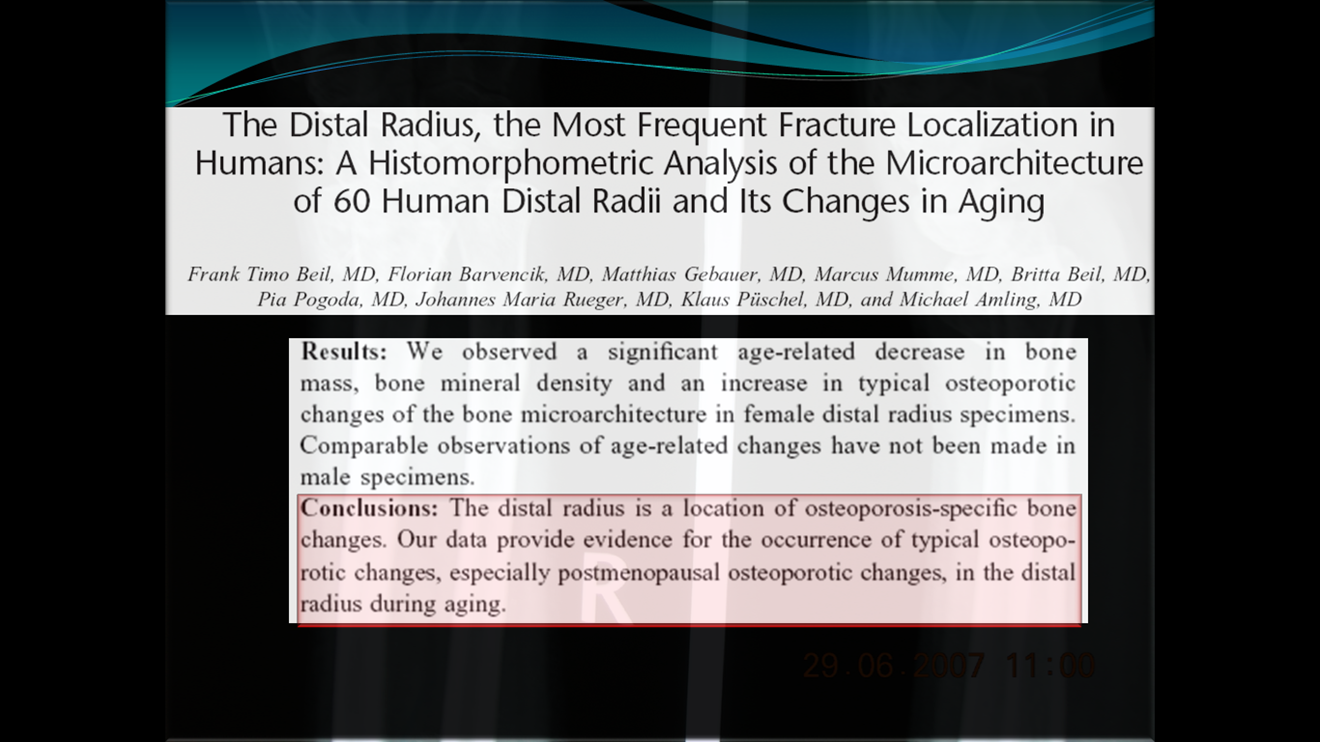 The Distal Radius, the Most Frequent Fracture Localization in
Humans: A Histomorphometric Analysis of the Microarchitecture
of 60 Human Distal Radii and Its Changes in Aging
Frank Timo Beil, MD, Florian Barvencik, MD, Matthias Gebauer, MD, Marcus Mumme, MD, Britta Beil, MD,
Pia Pogoda, MD, Johannes Maria Rueger, MD, Klaus Püschel, MD, and Michael Amling, MD
Results: We observed a significant age-related decrease in bone
mass, bone mineral density and an increase in typical osteoporotic
changes of the bone microarchitecture in female distal radius specimens.
Comparable observations of age-related changes have not been made in
male specimens.
Conclusions: The distal radius is a location of osteoporosis-specific bone
changes. Our data provide evidence for the occurrence of typical osteopo-
rotic changes, especially postmenopausal osteoporotic changes, in the distal
radius during aging.
R
29.06.2007 11:00